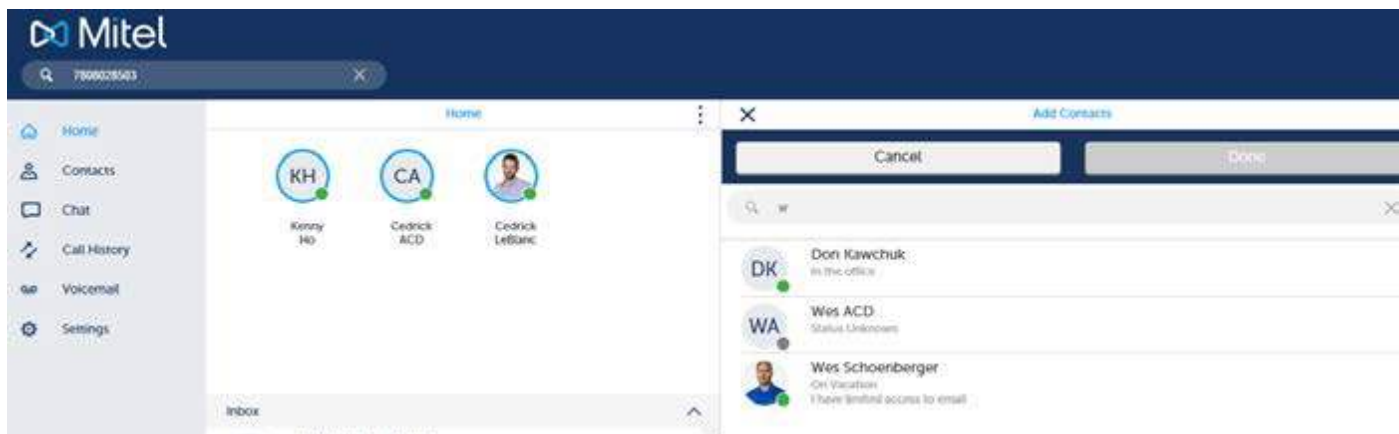 Mitel
7808028503
Home
Contacts
Chat
Call History
Voicemail
Settings
Home
KH
Kenny
Ho
CA
Cedrick
ACD
Cedrick
LeBlanc
Inbox
Add Contacts
Cancel
Done
w
DK
Don Kawchuk
In the office
WA
Wes ACD
Status Unknown
Wes Schoenberger
On Vacation
I have limited access to email